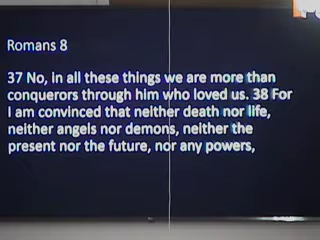 Romans 8
37 No, in all these things we are more than
conquerors through him who loved us. 38 For
I am convinced that neither death nor life,
neither angels nor demons, neither the
present nor the future, nor any powers,